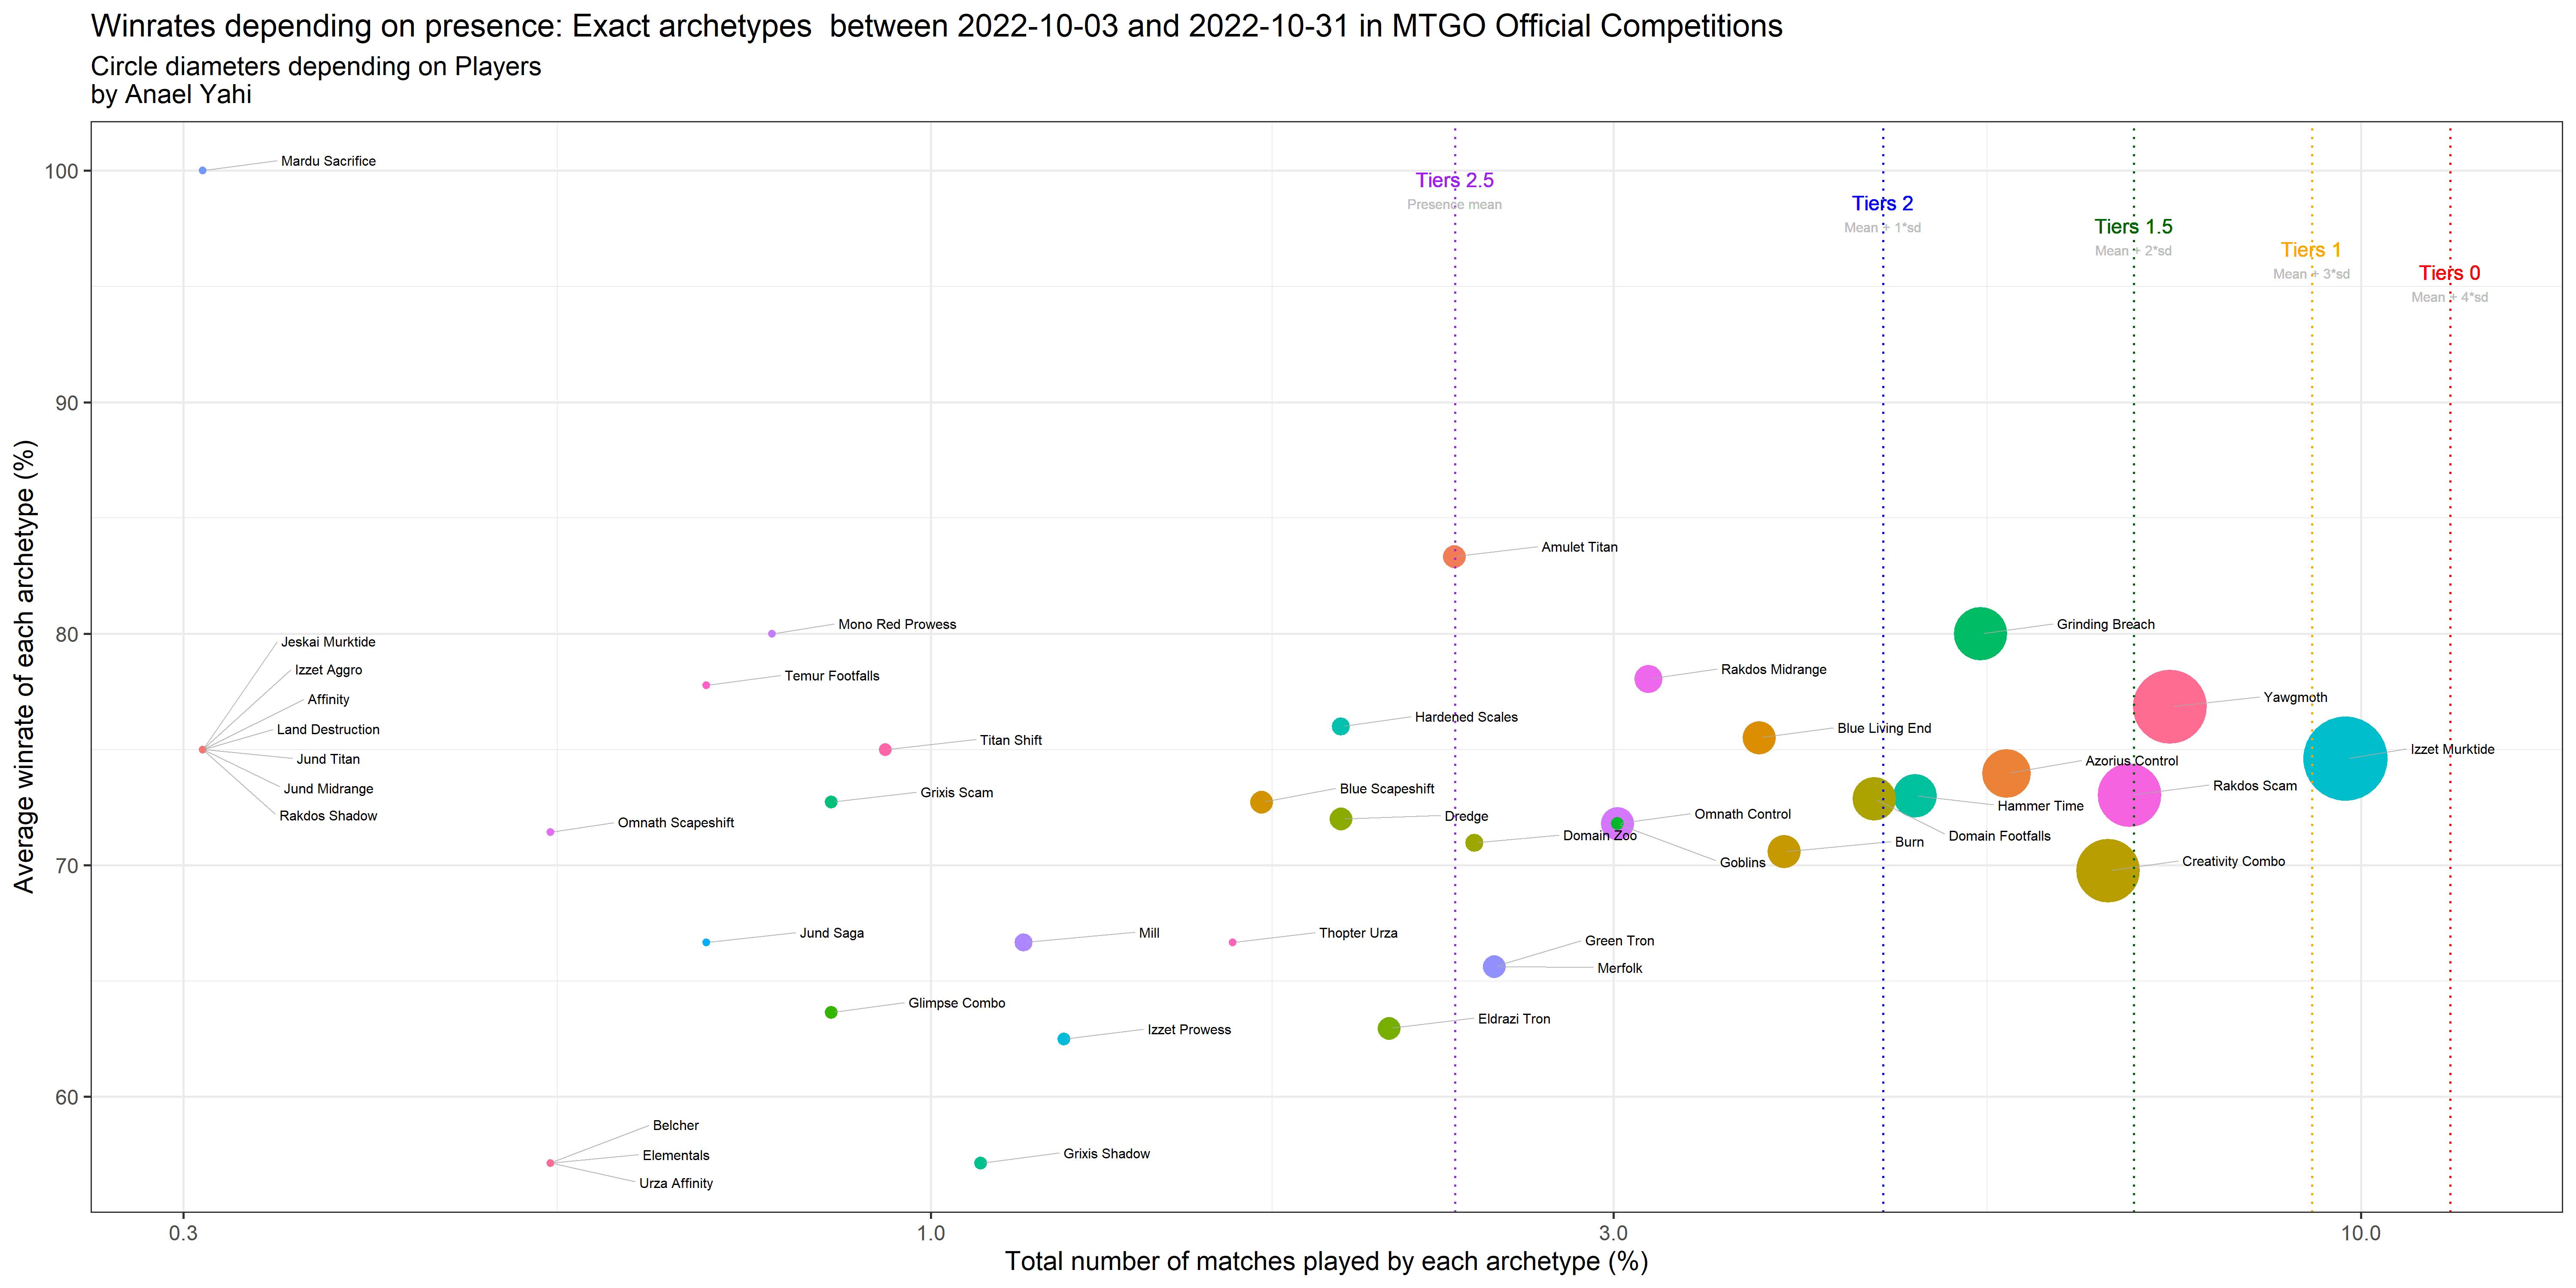 Winrates depending on presence: Exact archetypes  between 2022-10-03 and 2022-10-31 in MTGO Official Competitions
Circle diameters depending on Players
by Anael Yahi
Average winrate of each archetype (%)
100
90
80
70
60
Mardu Sacrifice
Tiers 2.5
Presence mean
Tiers 2
Mean + 1*sd
Tiers 1.5
Mean + 2*sd
Tiers 1
Mean + 3*sd
Tiers 0
Mean + 4*sd
Amulet Titan
Mono Red Prowess
Grinding Breach
Jeskai Murktide
Izzet Aggro
Affinity
Land Destruction
Jund Titan
Jund Midrange
Rakdos Shadow
Temur Footfalls
Rakdos Midrange
Yawgmoth
Hardened Scales
Blue Living End
Titan Shift
Izzet Murktide
Azorius Control
Grixis Scam
Blue Scapeshift
Rakdos Scam
Hammer Time
Omnath Scapeshift
Dredge
Omnath Control
Domain Zoo
Domain Footfalls
Burn
Goblins
Creativity Combo
Jund Saga
Mill
Thopter Urza
Green Tron
Merfolk
Glimpse Combo
Izzet Prowess
Eldrazi Tron
Belcher
Elementals
Urza Affinity
Grixis Shadow
0.3
1.0
3.0
10.0
Total number of matches played by each archetype (%)